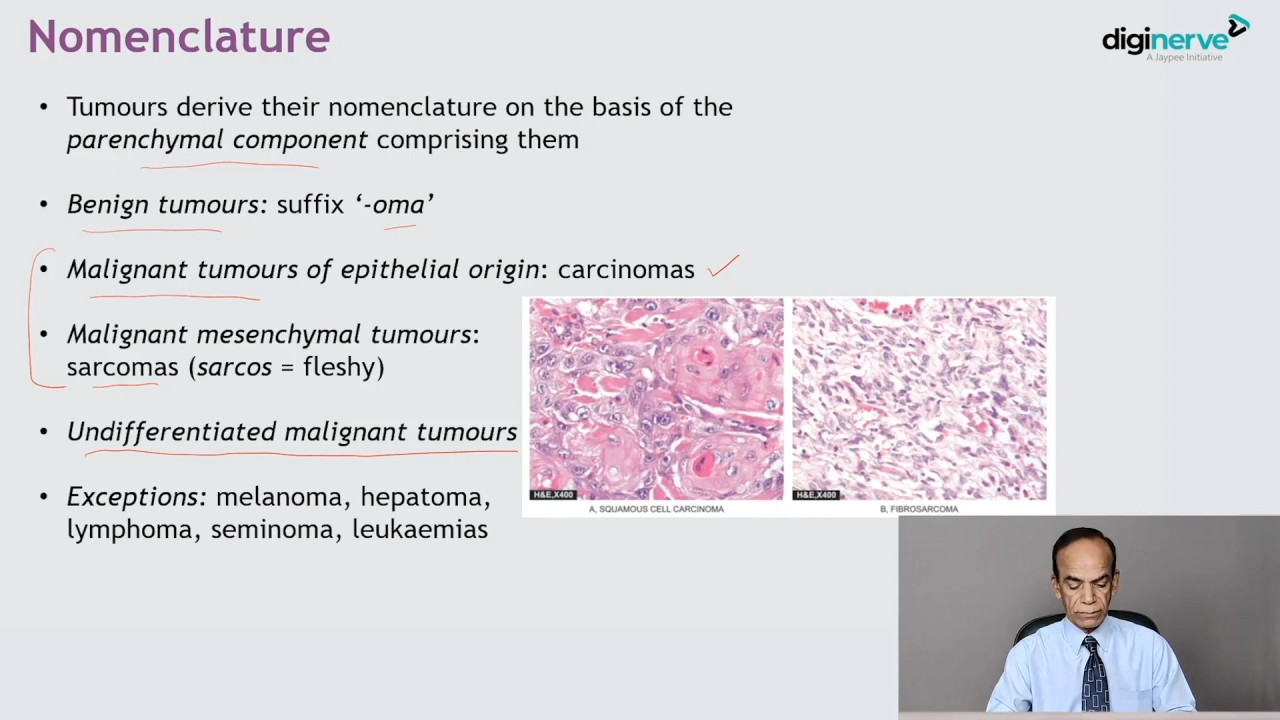 Nomenclature
diginerve
A Jaypee Initiative
• Tumours derive their nomenclature on the basis of the
parenchymal component comprising them
• Benign tumours: suffix ‘-oma’
• Malignant tumours of epithelial origin: carcinomas
• Malignant mesenchymal tumours:
sarcomas (sarcos = fleshy)
• Undifferentiated malignant tumours
• Exceptions: melanoma, hepatoma,
lymphoma, seminoma, leukaemias
H&E,X400
H&E,X400
A, SQUAMOUS CELL CARCINOMA
B, FIBROSARCOMA